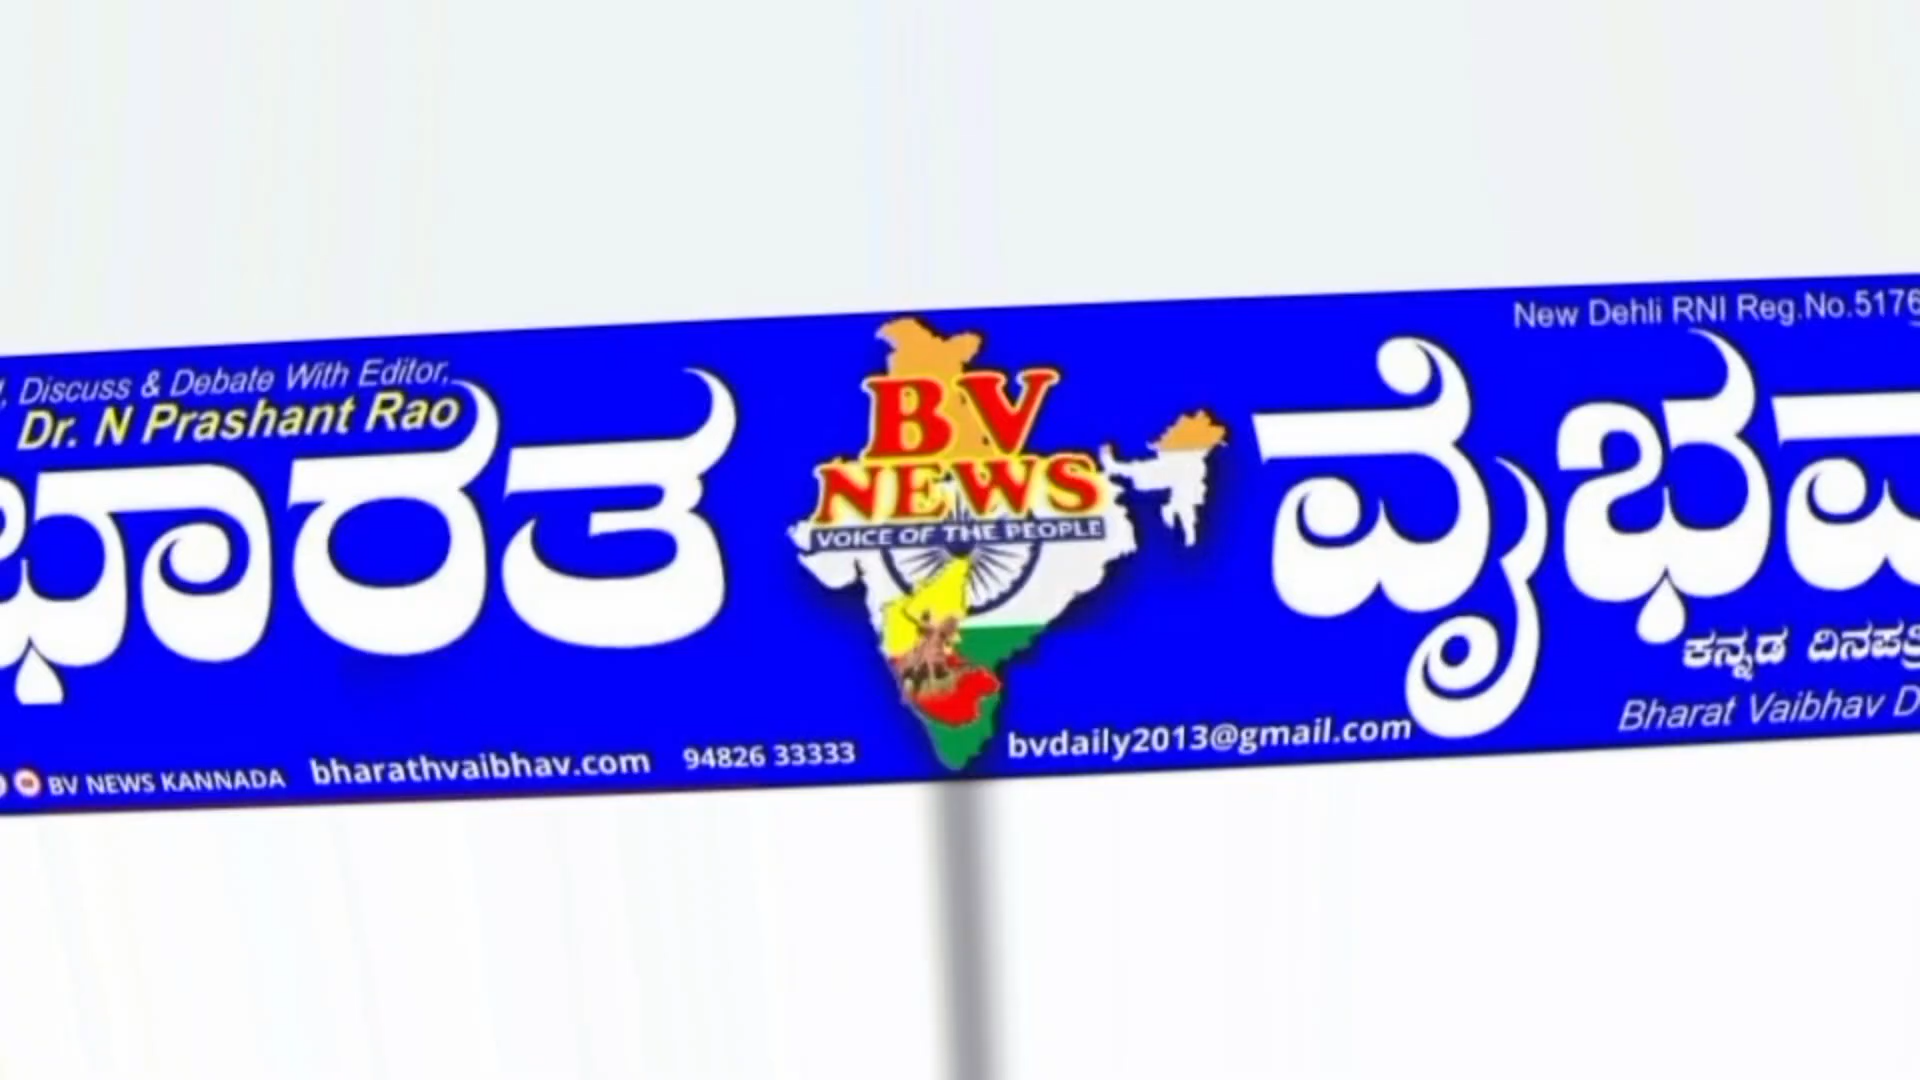 Discuss & Debate With Editor,
Dr. N Prashant Rao
ಭಾರತ
BV
NEWS
VOICE OF THE PEOPLE
New Dehli RNI Reg.No.5176
ವೈಭವ
ಕನ್ನಡ ದಿನಪತ್ರಿ
Bharat Vaibhav D
BV NEWS KANNADA bharathvaibhav.com 94826 33333
bvdaily2013@gmail.com